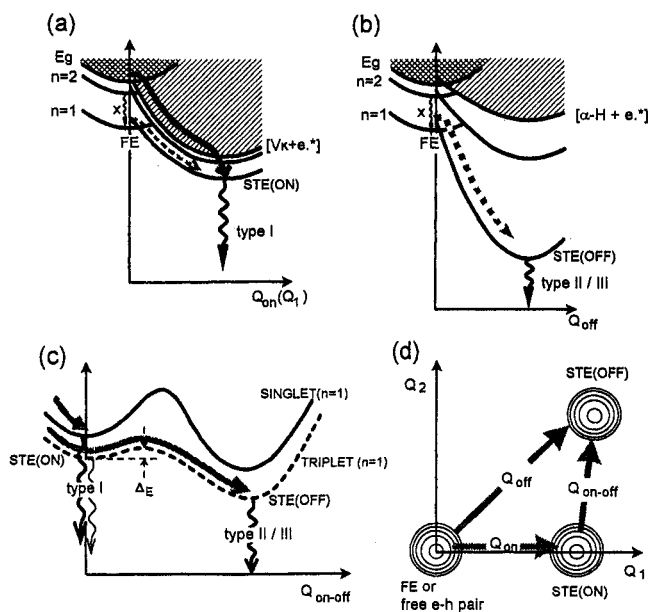 (a)
Eg
n=2
n=1
X
FE
[VK+e.*]
STE(ON)
type I
Qon(Q1)
(b)
Eg
n=2
n=1
X
FE
[α-H + e.*]
STE(OFF)
type II / III
Qoff
(c)
SINGLET(n=1)
TRIPLET (n=1)
STE(ON)
type I
ΔE
STE(OFF)
type II / III
Qon-off
(d)
Q2
STE(OFF)
Qoff
Qon-off
Qon
Q1
FE or
free e-h pair
STE(ON)